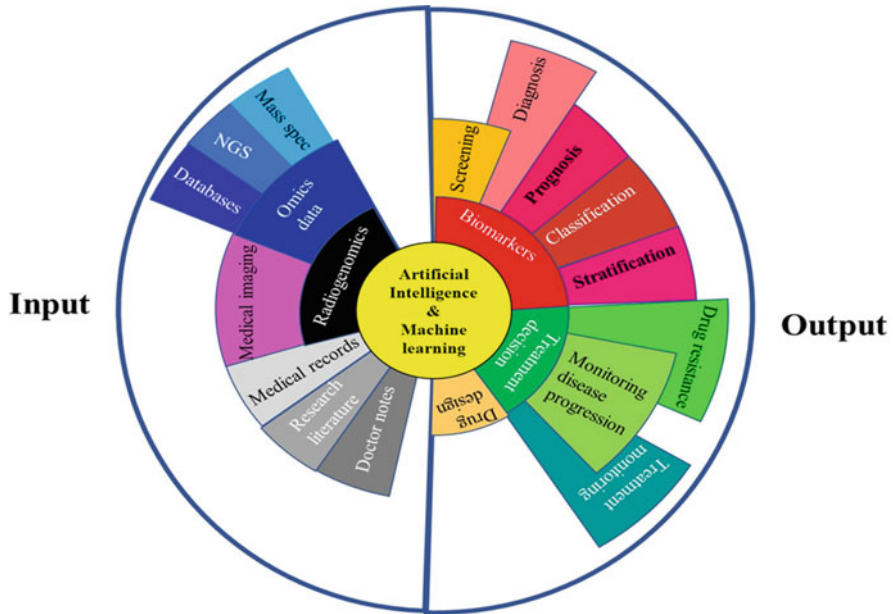 Input
Mass spec
NGS
Databases
Omics
data
Medical imaging
Radiogenomics
Medical records
Research
literature
Doctor notes
Artificial
Intelligence
&
Machine
learning
Screening
Diagnosis
Prognosis
Classification
Stratification
Biomarkers
Treatment
decision
Drug resistance
Monitoring
disease
progression
Treatment
monitoring
Drug
design
Output